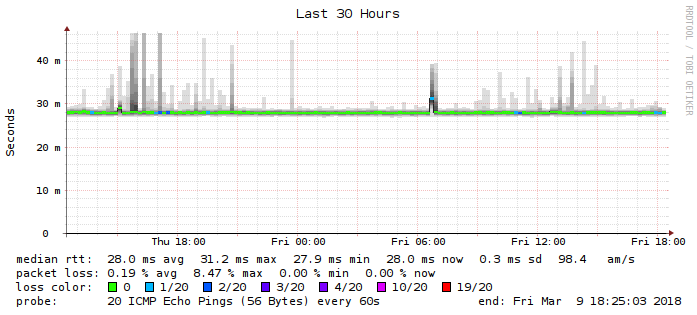 Last 30 Hours
RRDTOOL / TOBI OETIKER
Seconds
40 m
30 m
20 m
10 m
0
Thu 18:00 Fri 00:00 Fri 06:00 Fri 12:00 Fri 18:00
median rtt: 28.0 ms avg 31.2 ms max 27.9 ms min 28.0 ms now 0.3 ms sd 98.4 am/s
packet loss: 0.19 % avg 8.47 % max 0.00 % min 0.00 % now
loss color: 0 1/20 2/20 3/20 4/20 10/20 19/20
probe: 20 ICMP Echo Pings (56 Bytes) every 60s end: Fri Mar 9 18:25:03 2018